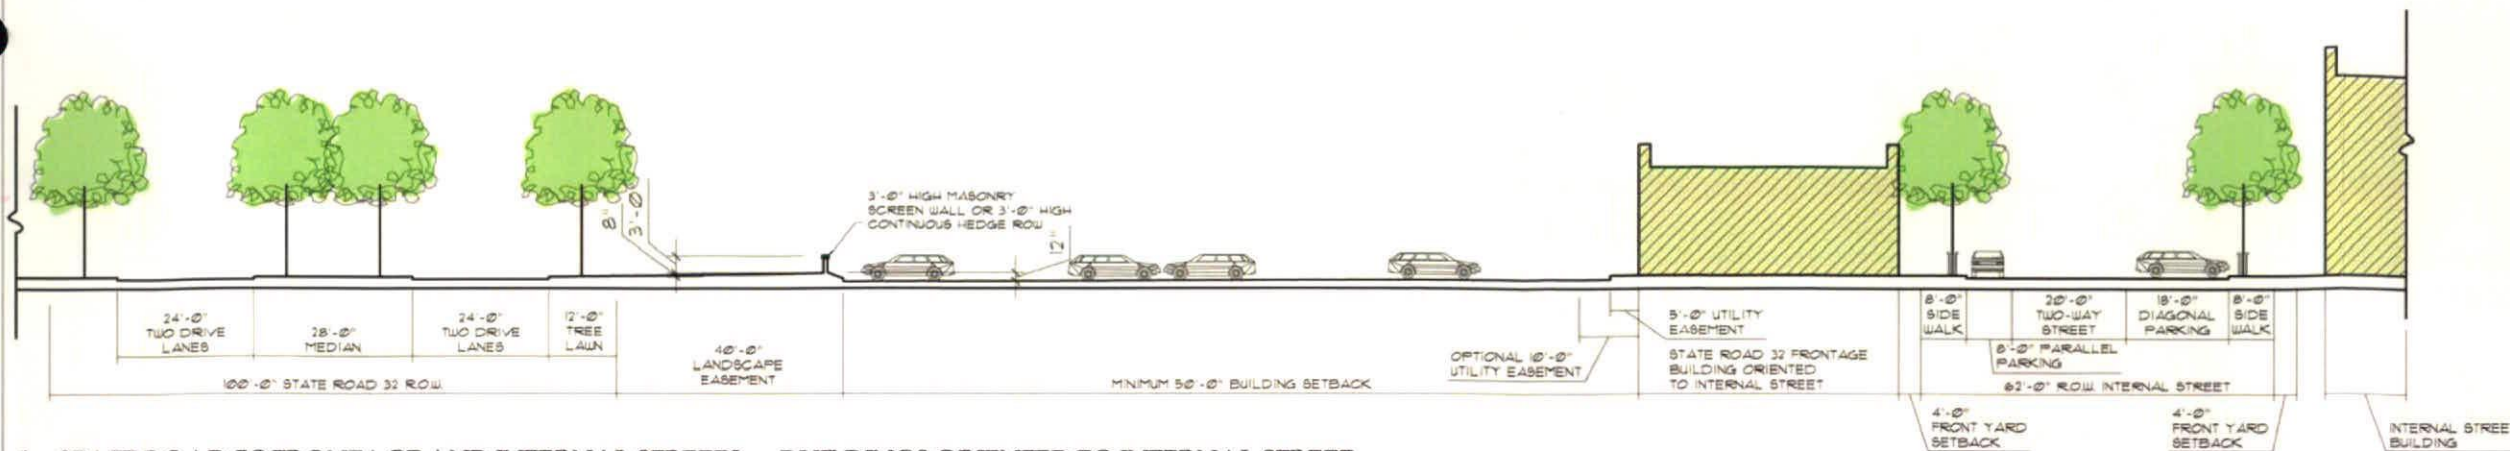 3'-0" HIGH MASONRY
SCREEN WALL OR 3'-0" HIGH
CONTINUOUS HEDGE ROW
8"
3'-0
12"
24'-0"
TWO DRIVE
LANES
28'-0"
MEDIAN
24'-0"
TWO DRIVE
LANES
12'-0"
TREE
LAWN
40'-0"
LANDSCAPE
EASEMENT
100'-0" STATE ROAD 32 R.O.W.
MINIMUM 50'-0" BUILDING SETBACK
OPTIONAL 10'-0"
UTILITY EASEMENT
5'-0" UTILITY
EASEMENT
STATE ROAD 32 FRONTAGE
BUILDING ORIENTED
TO INTERNAL STREET
8'-0"
SIDE
WALK
20'-0"
TWO-WAY
STREET
18'-0"
DIAGONAL
PARKING
8'-0"
SIDE
WALK
8'-0" PARALLEL
PARKING
62'-0" R.O.W. INTERNAL STREET
4'-0"
FRONT YARD
SETBACK
4'-0"
FRONT YARD
SETBACK
INTERNAL STREE
BUILDING